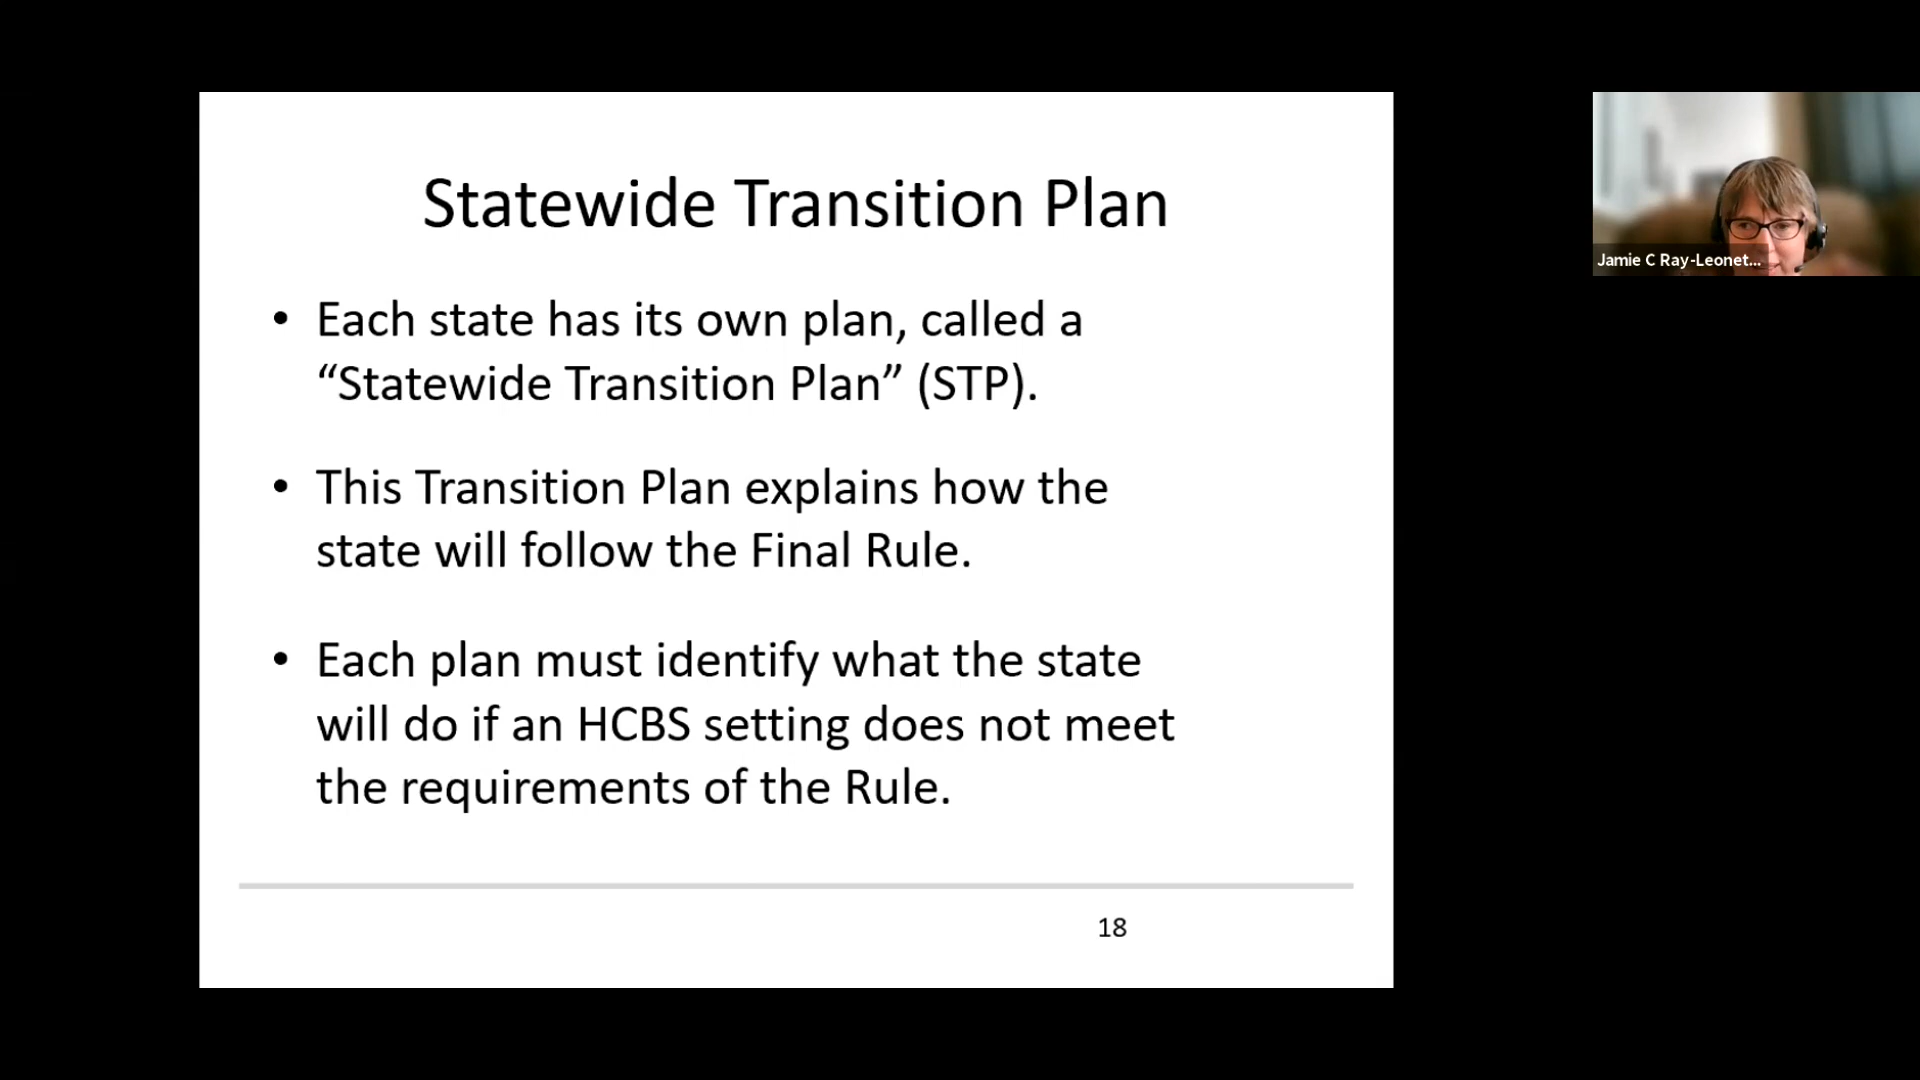 Statewide Transition Plan
• Each state has its own plan, called a
“Statewide Transition Plan” (STP).
• This Transition Plan explains how the
state will follow the Final Rule.
• Each plan must identify what the state
will do if an HCBS setting does not meet
the requirements of the Rule.
18
Jamie C Ray-Leonet...